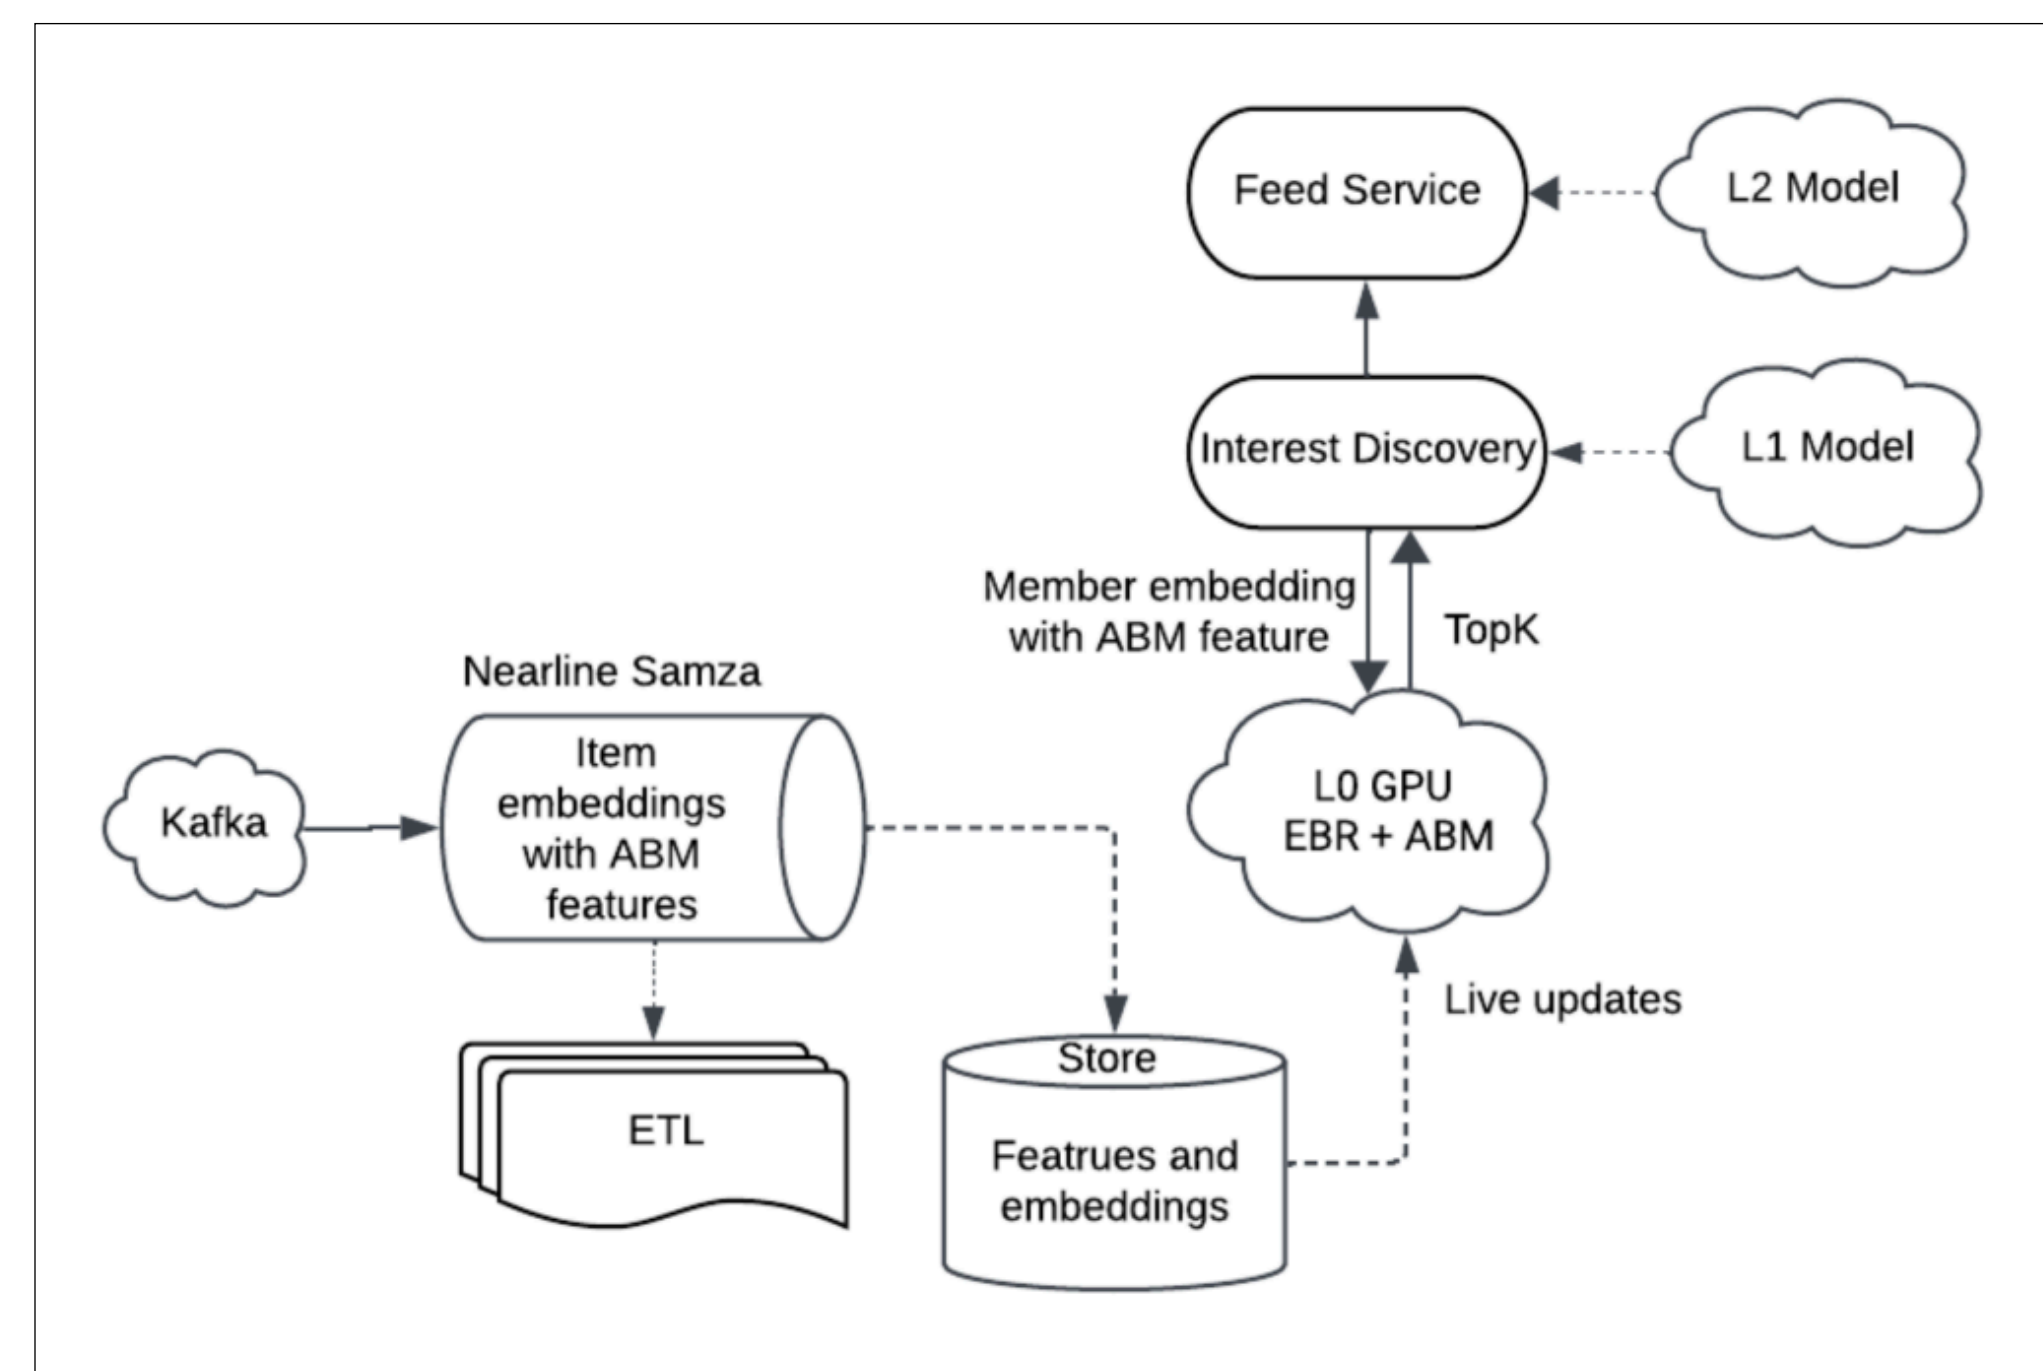 Feed Service
L2 Model
Interest Discovery
L1 Model
Member embedding
with ABM feature
TopK
Nearline Samza
Item
embeddings
with ABM
features
Kafka
L0 GPU
EBR + ABM
Live updates
Store
Featrues and
embeddings
ETL